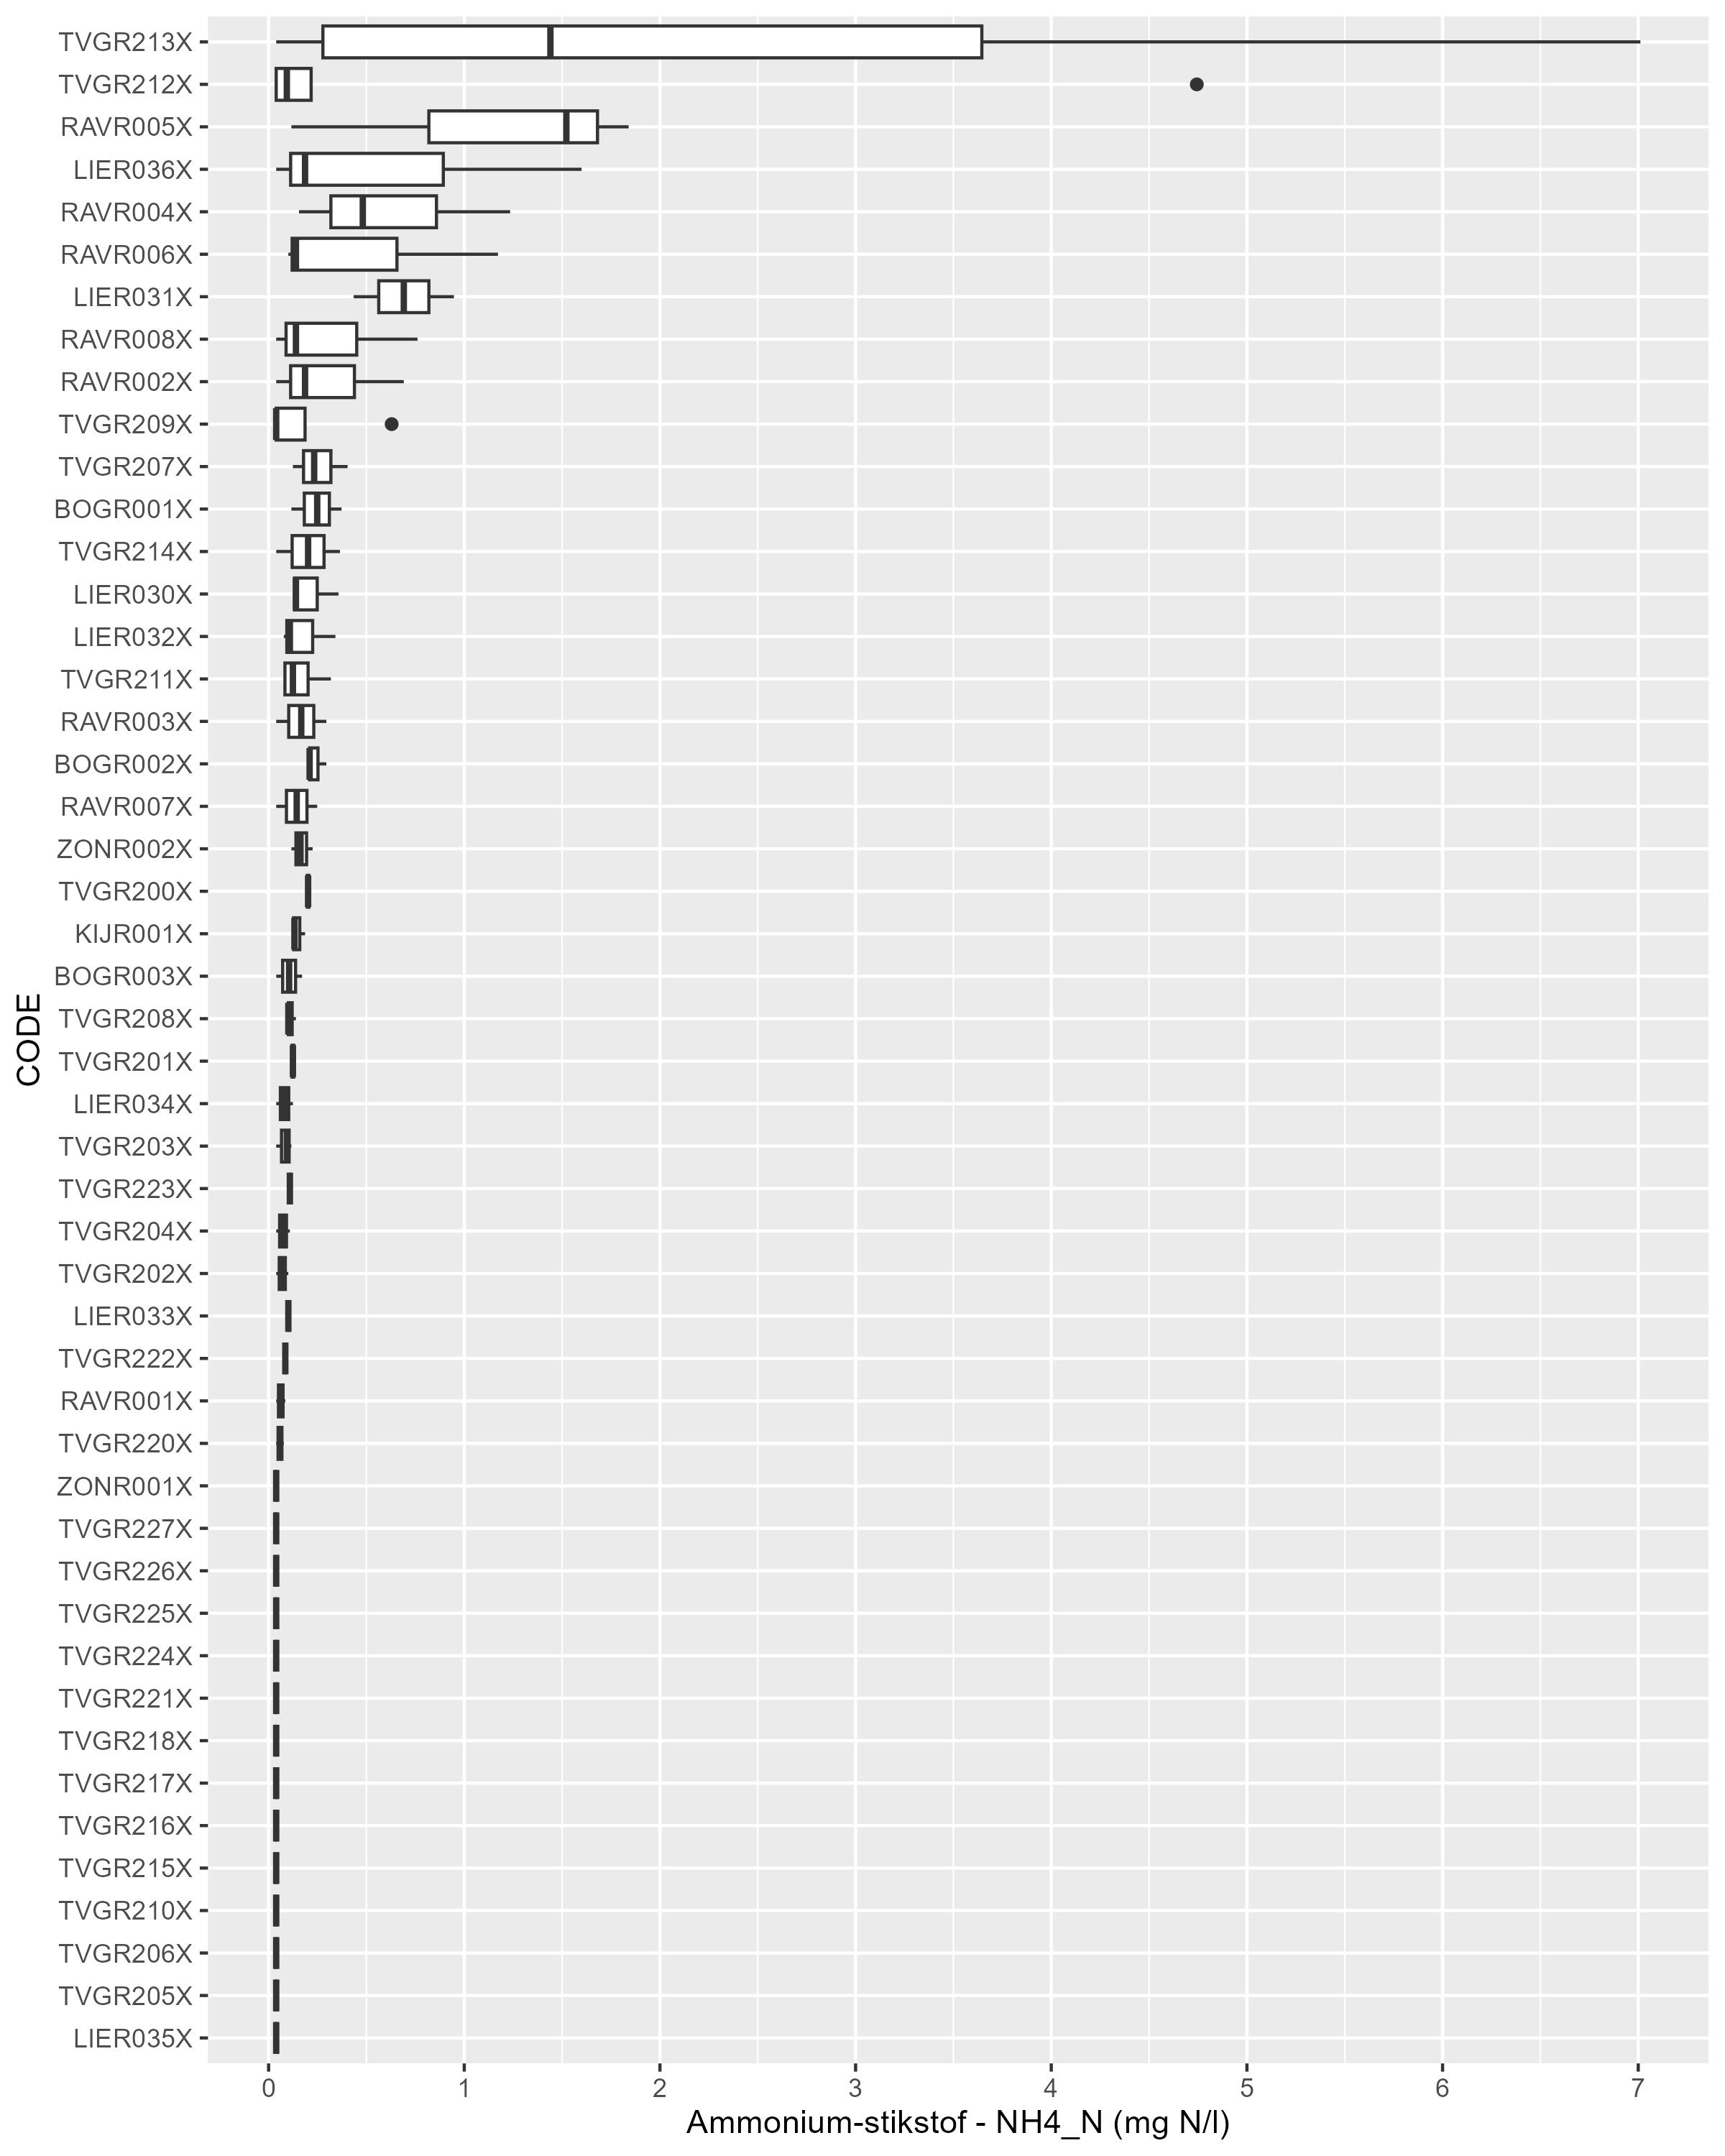 TVGR213X
TVGR212X
RAVR005X
LIER036X
RAVR004X
RAVR006X
LIER031X
RAVR008X
RAVR002X
TVGR209X
TVGR207X
BOGR001X
TVGR214X
LIER030X
LIER032X
TVGR211X
RAVR003X
BOGR002X
RAVR007X
ZONR002X
TVGR200X
KIJR001X
BOGR003X
TVGR208X
TVGR201X
LIER034X
TVGR203X
TVGR223X
TVGR204X
TVGR202X
LIER033X
TVGR222X
RAVR001X
TVGR220X
ZONR001X
TVGR227X
TVGR226X
TVGR225X
TVGR224X
TVGR221X
TVGR218X
TVGR217X
TVGR216X
TVGR215X
TVGR210X
TVGR206X
TVGR205X
LIER035X
CODE
0 1 2 3 4 5 6 7
Ammonium-stikstof - NH4_N (mg N/l)